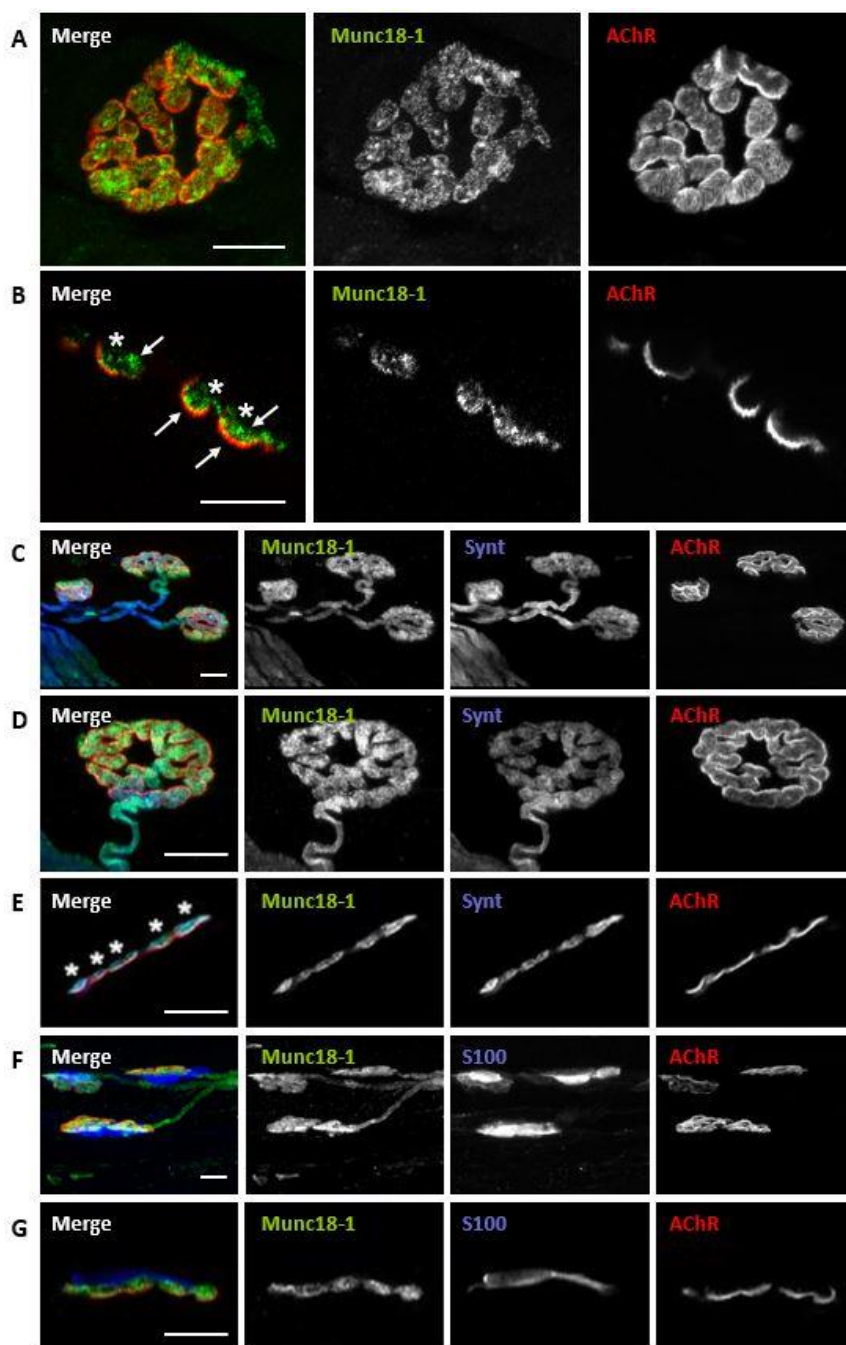 A Merge Munc18-1 AChR
B Merge Munc18-1 AChR
* * *
C Merge Munc18-1 Synt AChR
D Merge Munc18-1 Synt AChR
E Merge Munc18-1 Synt AChR
* * * * *
F Merge Munc18-1 S100 AChR
G Merge Munc18-1 S100 AChR